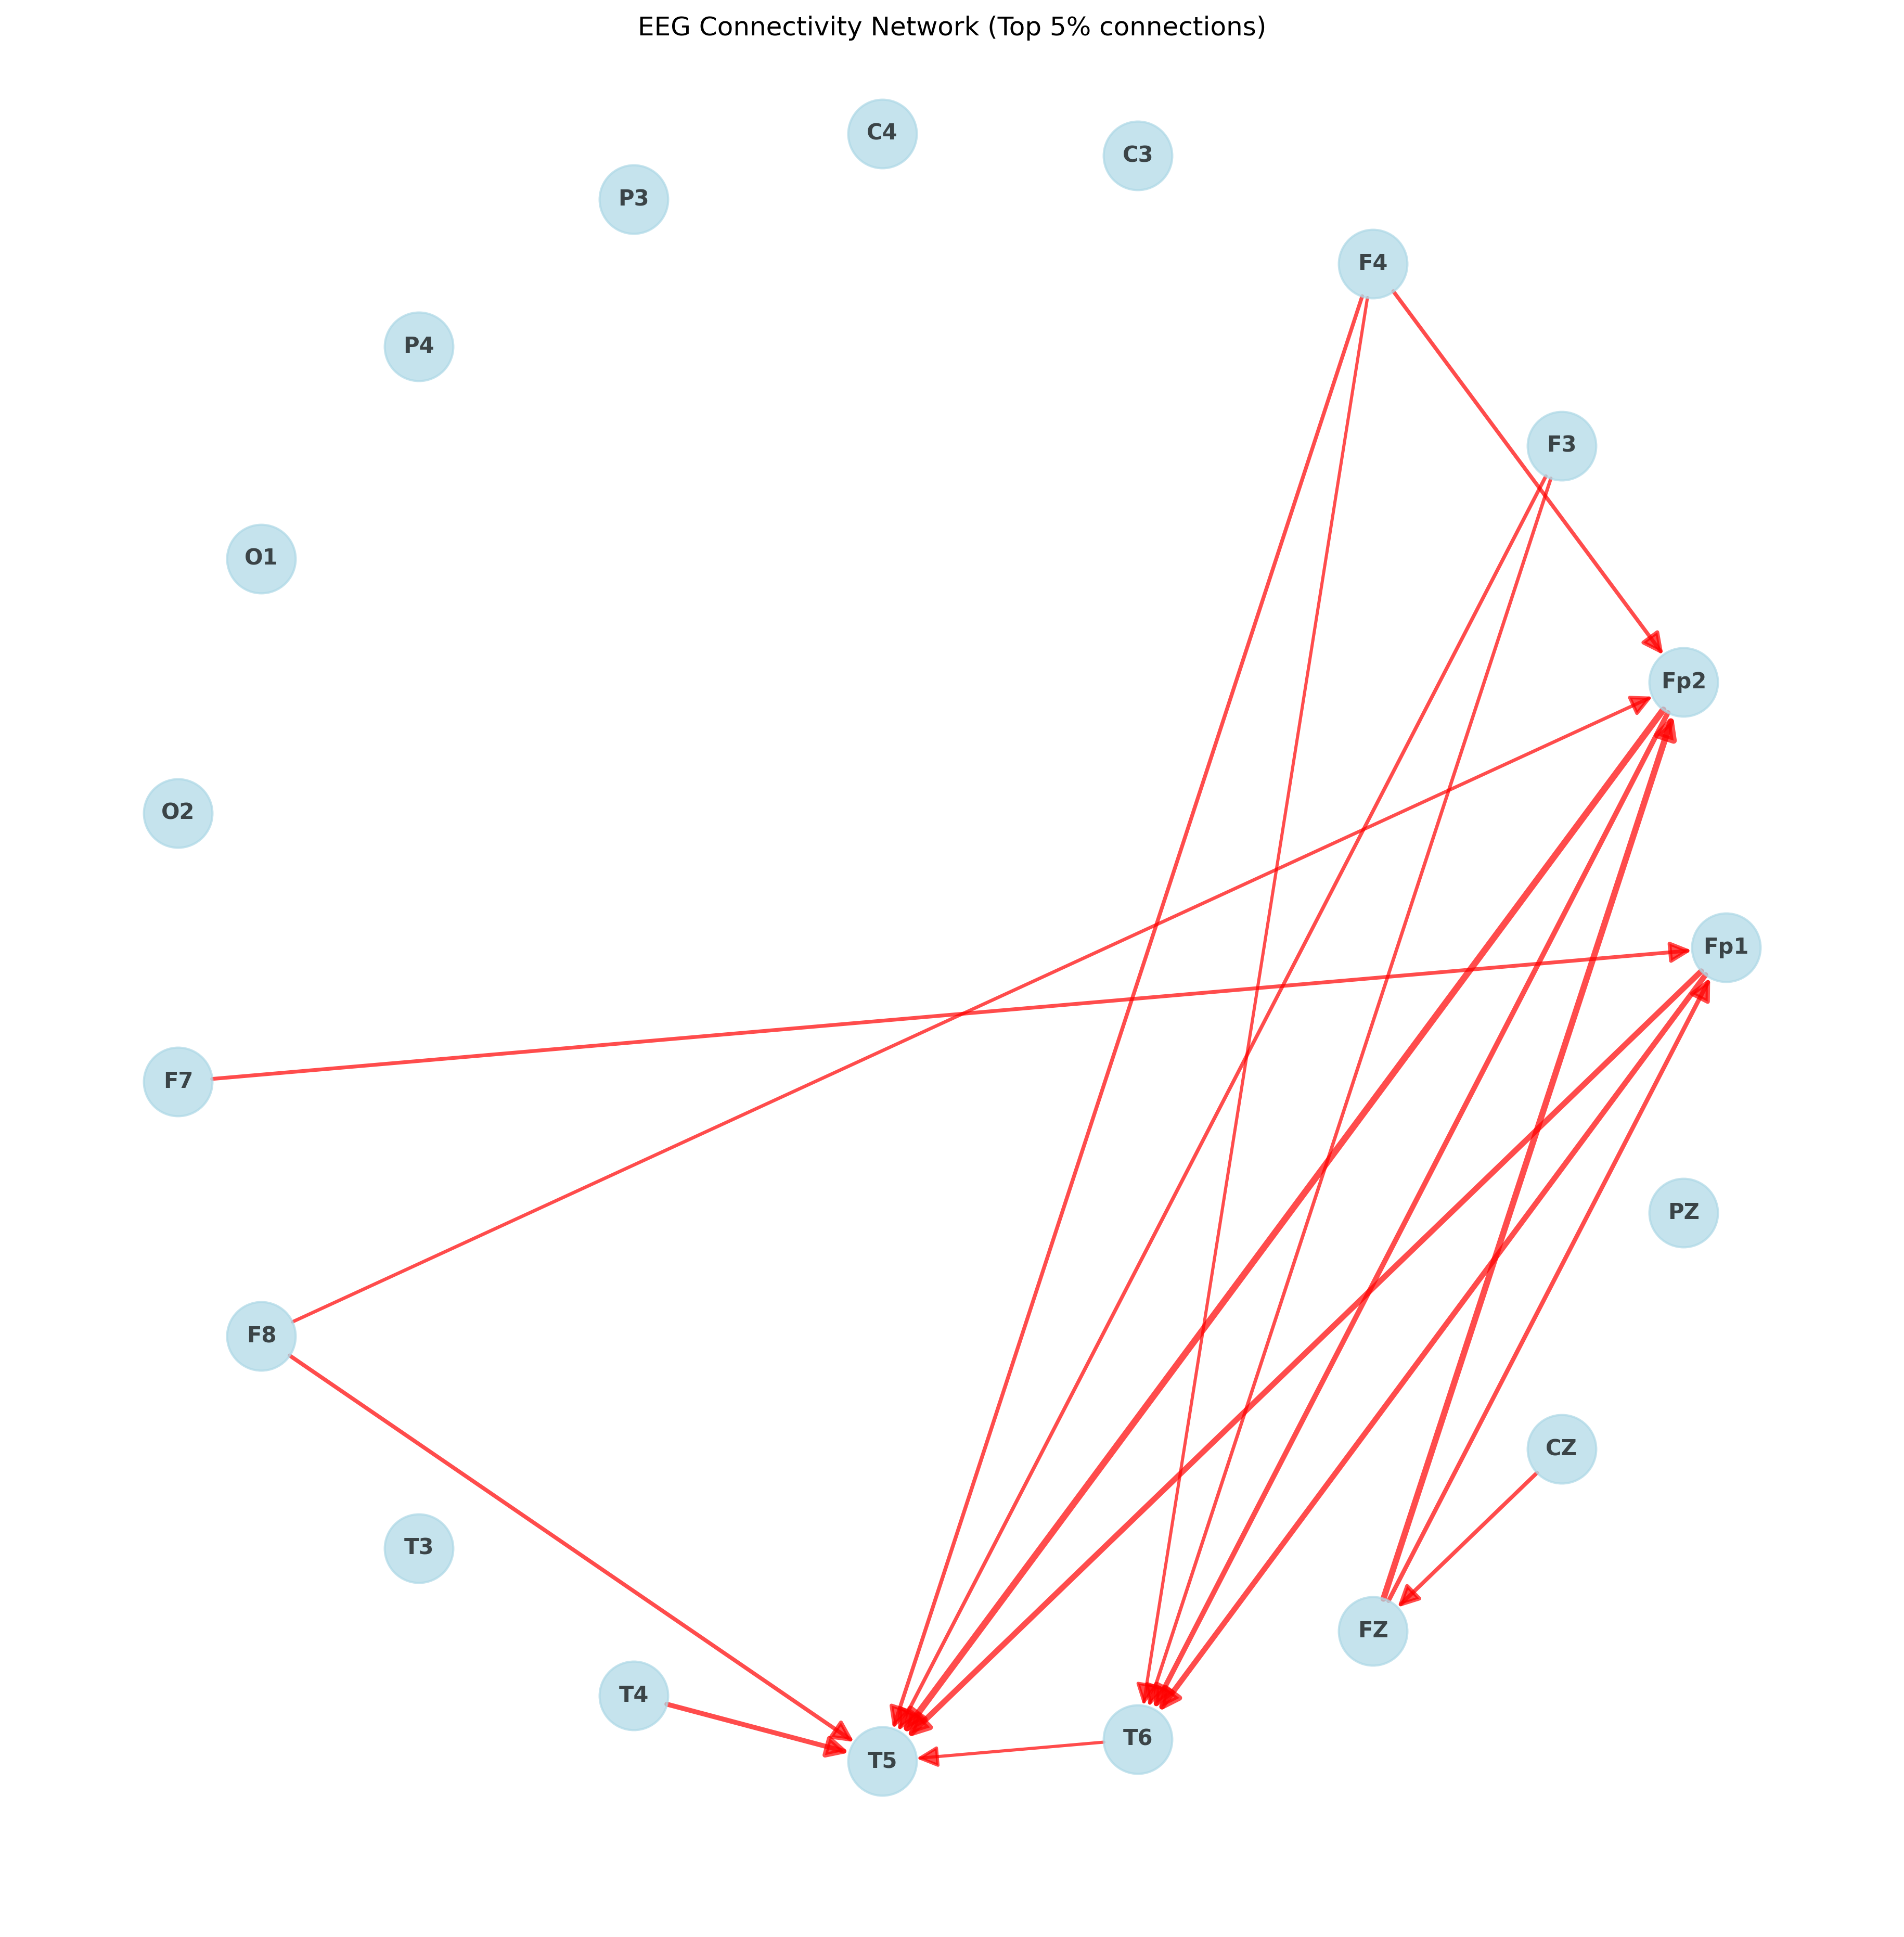 EEG Connectivity Network (Top 5% connections)
C4
C3
P3
F4
P4
F3
O1
Fp2
O2
Fp1
F7
PZ
F8
CZ
T3
FZ
T4
T6
T5